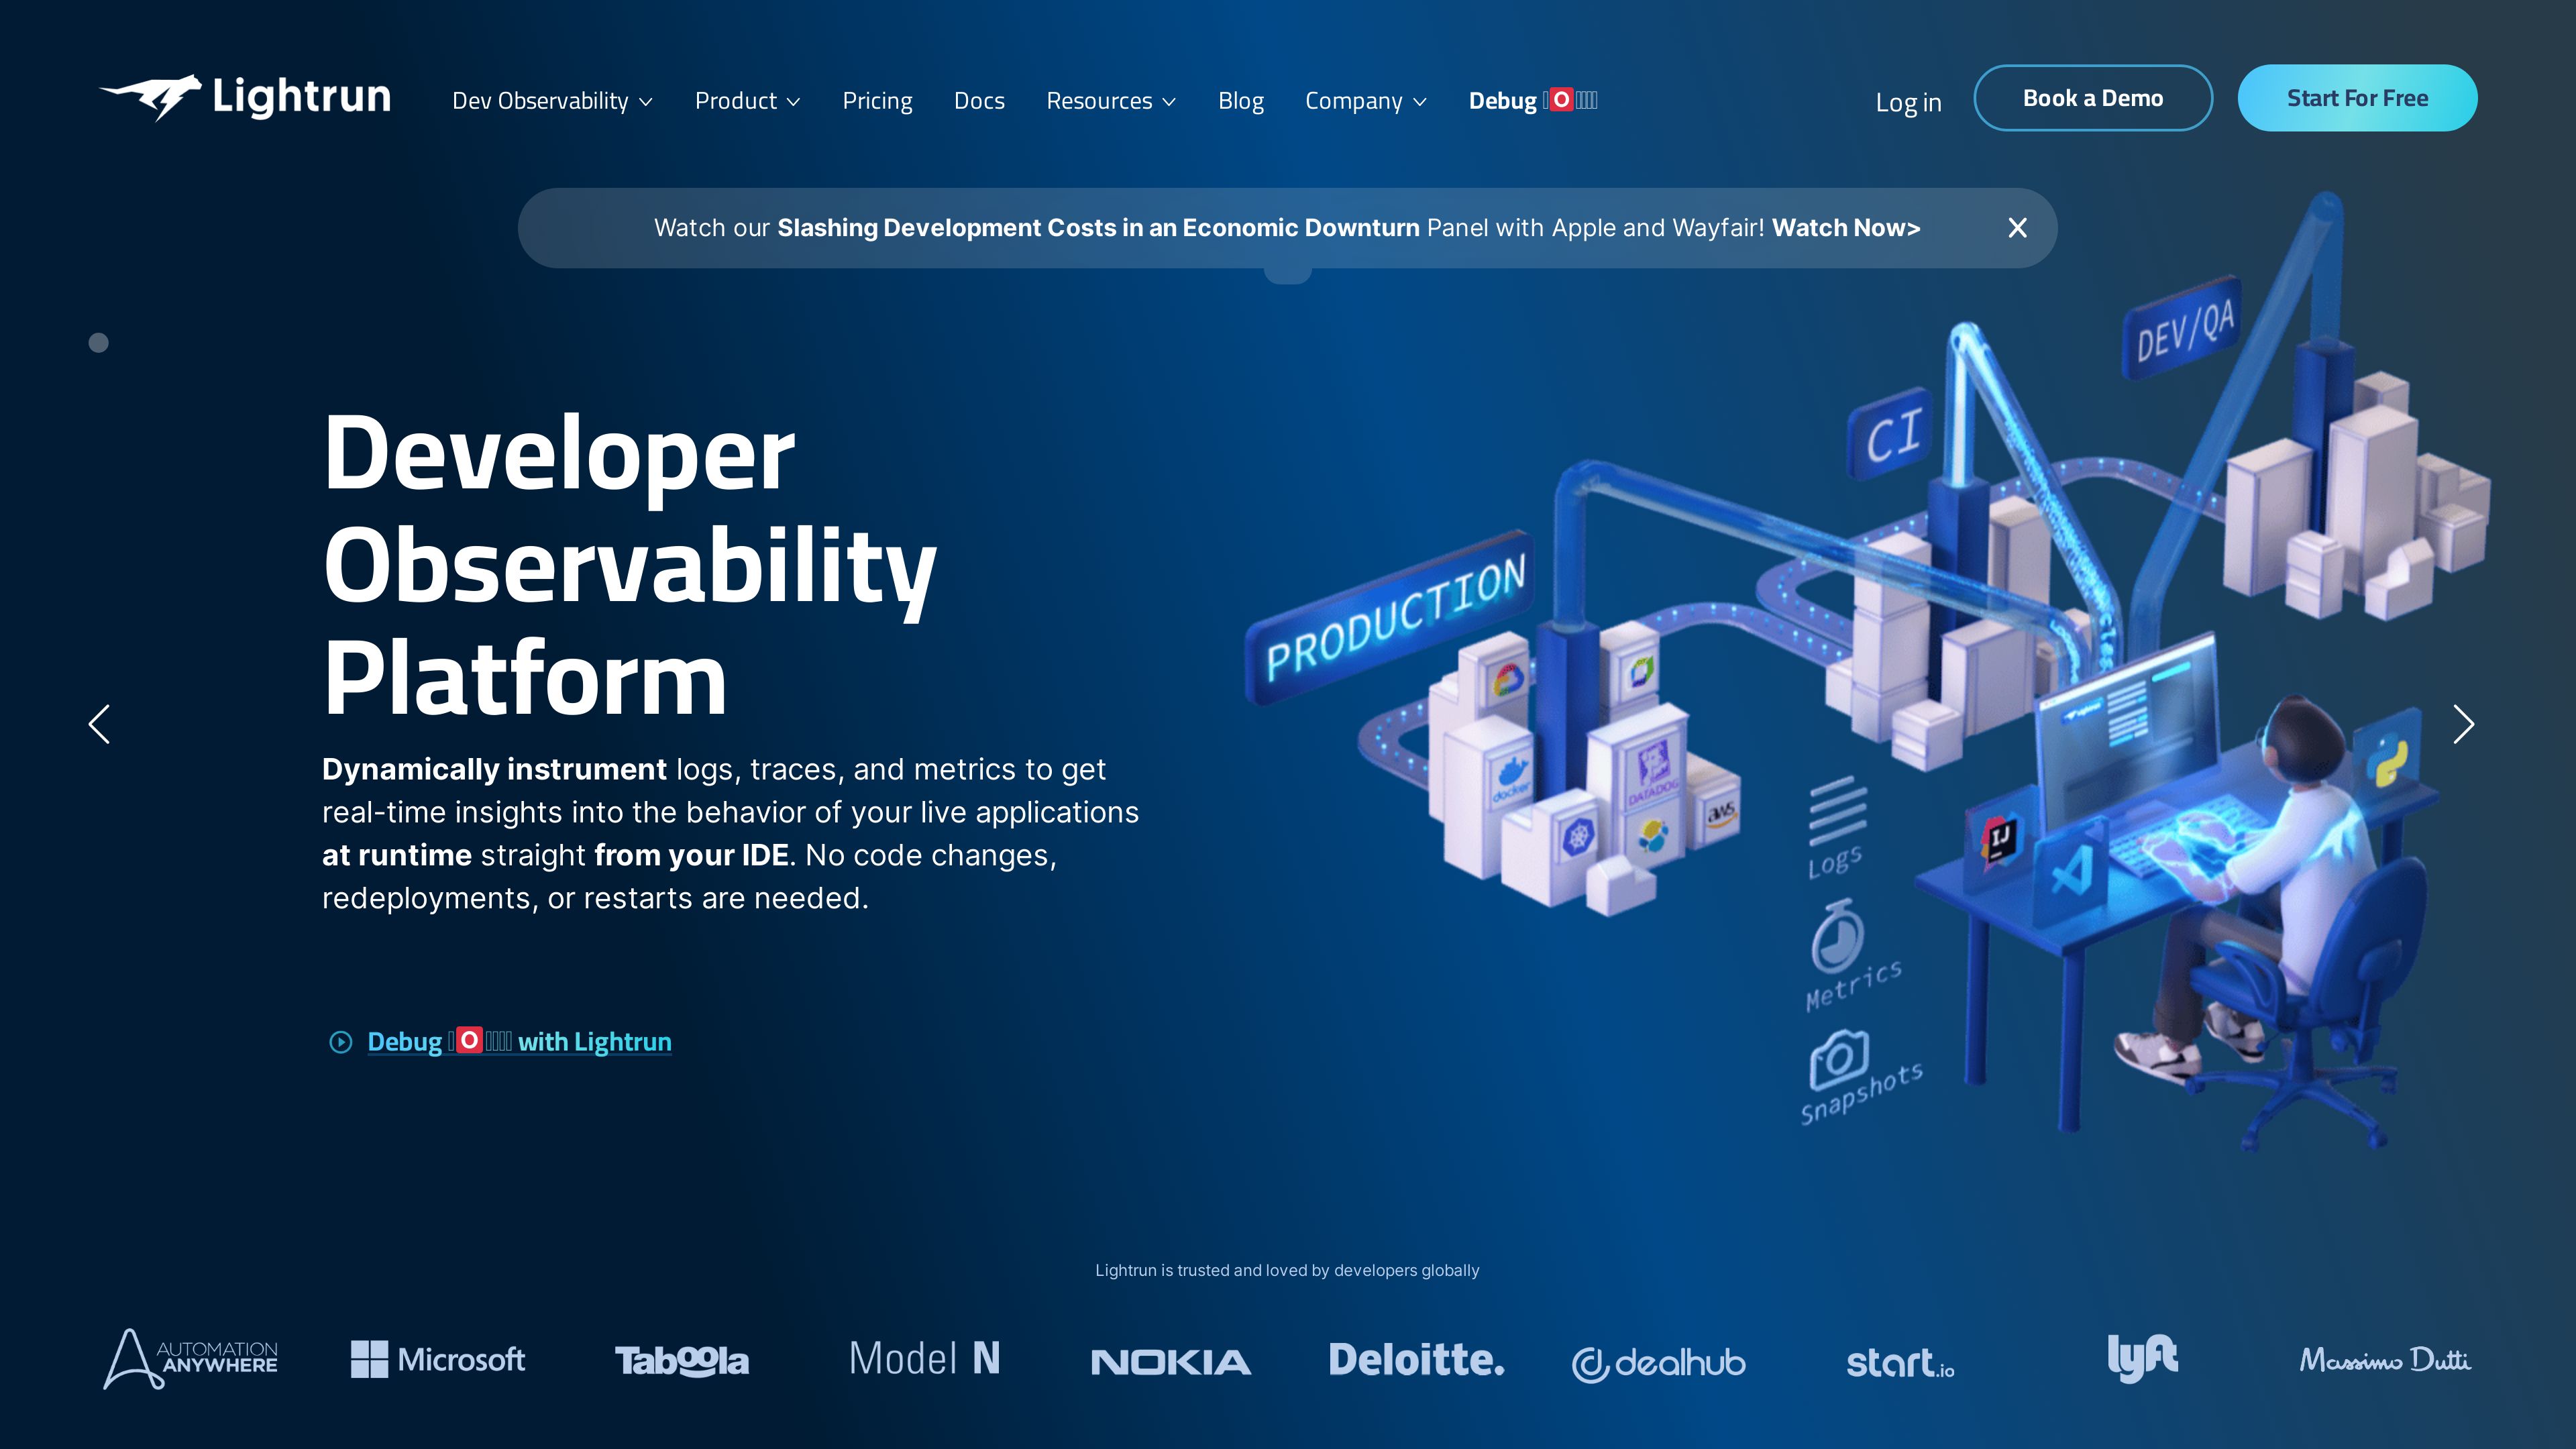 Lightrun
Dev Observability
Product
Pricing
Docs
Resources
Blog
Company
Debug 🅾
Log in
Book a Demo
Start For Free
Watch our Slashing Development Costs in an Economic Downturn Panel with Apple and Wayfair! Watch Now>
DEV/QA
CI
PRODUCTION
Developer
Observability
Platform
Dynamically instrument logs, traces, and metrics to get
real-time insights into the behavior of your live applications
at runtime straight from your IDE. No code changes,
redeployments, or restarts are needed.
Debug 🅾 with Lightrun
docker
DATADOG
aws
IJ
Logs
Metrics
Snapshots
Lightrun is trusted and loved by developers globally
AUTOMATION
ANYWHERE
Microsoft
Taboola
Model N
NOKIA
Deloitte.
dealhub
start.io
lyft
Massimo Dutti